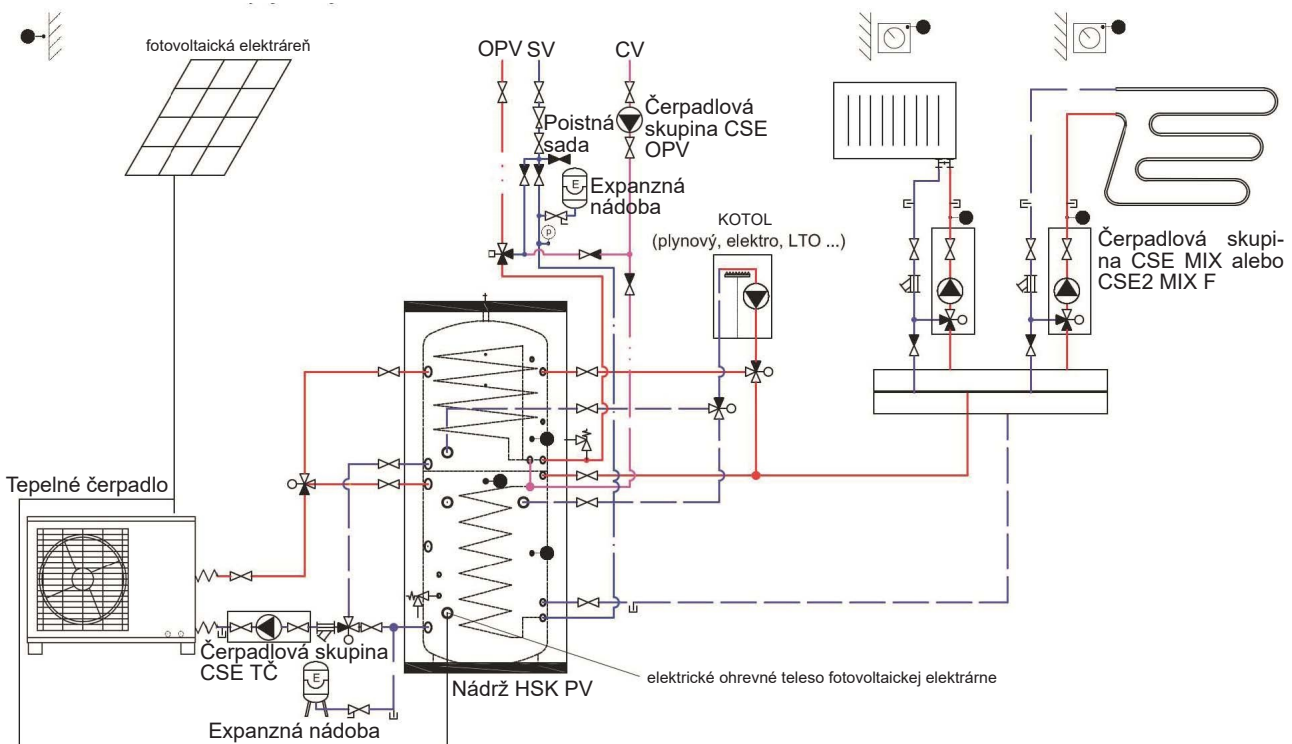 fotovoltaická elektráreň
OPV SV CV
Poistná
sada
Čerpadlová
skupina CSE
OPV
E
Expanzná
nádoba
p
KOTOL
(plynový, elektro, LTO ...)
Čerpadlová skupi-
na CSE MIX alebo
CSE2 MIX F
Tepelné čerpadlo
Čerpadlová skupina
CSE TČ
E
Expanzná nádoba
Nádrž HSK PV
elektrické ohrevné teleso fotovoltaickej elektrárne